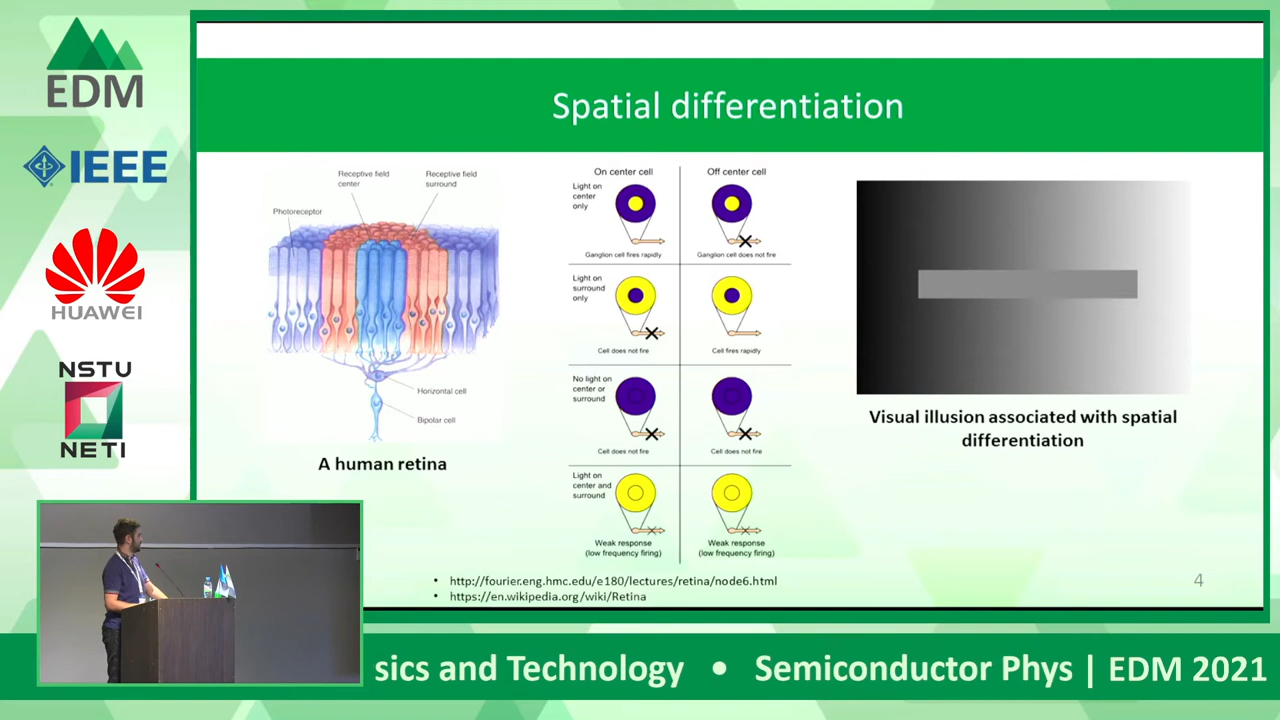 EDM
IEEE
HUAWEI
NSTU
NETI
Spatial differentiation
Receptive field
center
Receptive field
surround
Photoreceptor
Horizontal cell
Bipolar cell
A human retina
On center cell
Off center cell
Light on
center
only
Ganglion cell fires rapidly
Ganglion cell does not fire
Light on
surround
only
Cell does not fire
Cell fires rapidly
No light on
center or
surround
Cell does not fire
Cell does not fire
Light on
center and
surround
Weak response
(low frequency firing)
Weak response
(low frequency firing)
Visual illusion associated with spatial
differentiation
• http://fourier.eng.hmc.edu/e180/lectures/retina/node6.html
• https://en.wikipedia.org/wiki/Retina
4
sics and Technology • Semiconductor Phys | EDM 2021